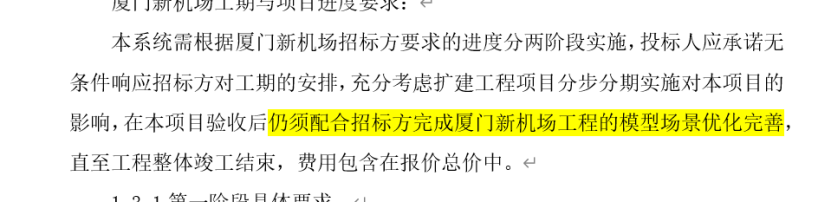 厦门新机场工期与项目进度要求：
本系统需根据厦门新机场招标方要求的进度分两阶段实施，投标人应承诺无
条件响应招标方对工期的安排，充分考虑扩建工程项目分步分期实施对本项目的
影响，在本项目验收后仍须配合招标方完成厦门新机场工程的模型场景优化完善，
直至工程整体竣工结束，费用包含在报价总价中。
1.3.1 第一阶段具体要求